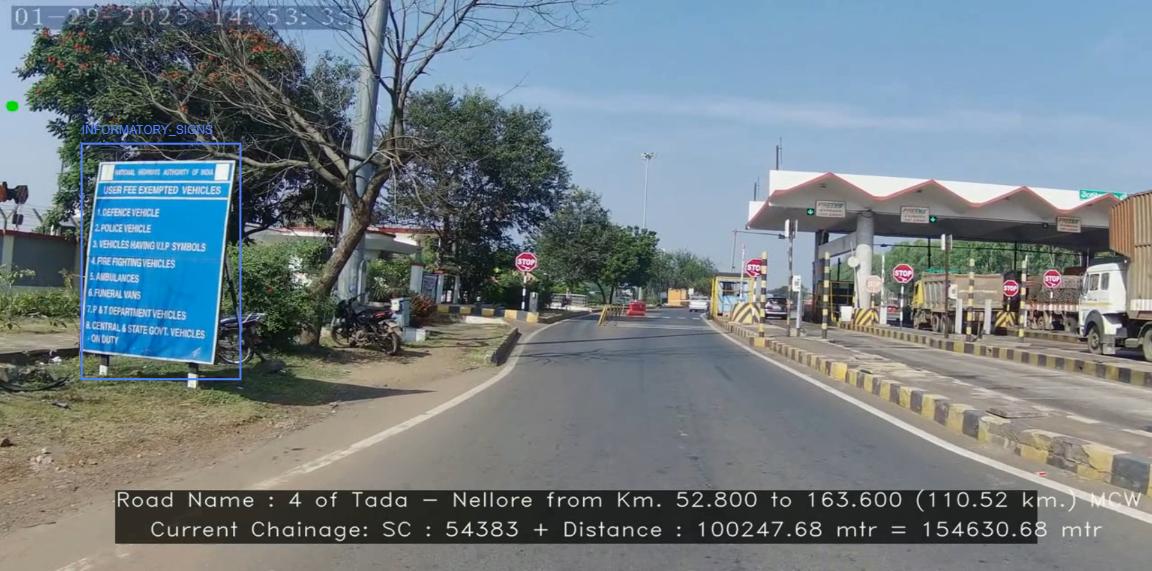 01-29-2025 14:53:35
INFORMATORY_SIGNS
NATIONAL HIGHWAYS AUTHORITY OF INDIA
USER FEE EXEMPTED VEHICLES
1. DEFENCE VEHICLE
2. POLICE VEHICLE
3. VEHICLES HAVING V.I.P SYMBOLS
4. FIRE FIGHTING VEHICLES
5. AMBULANCES
6. FUNERAL VANS
7. P & T DEPARTMENT VEHICLES
8. CENTRAL & STATE GOVT. VEHICLES
- ON DUTY
STOP
STOP
STOP
STOP
STOP
Road Name : 4 of Tada - Nellore from Km. 52.800 to 163.600 (110.52 km.) MCW
Current Chainage: SC : 54383 + Distance : 100247.68 mtr = 154630.68 mtr